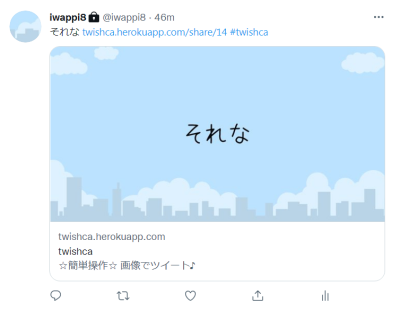 iwappi8 🔒 @iwappi8 · 46m
それな twishca.herokuapp.com/share/14 #twishca
それな
twishca.herokuapp.com
twishca
☆簡単操作☆ 画像でツイート♪